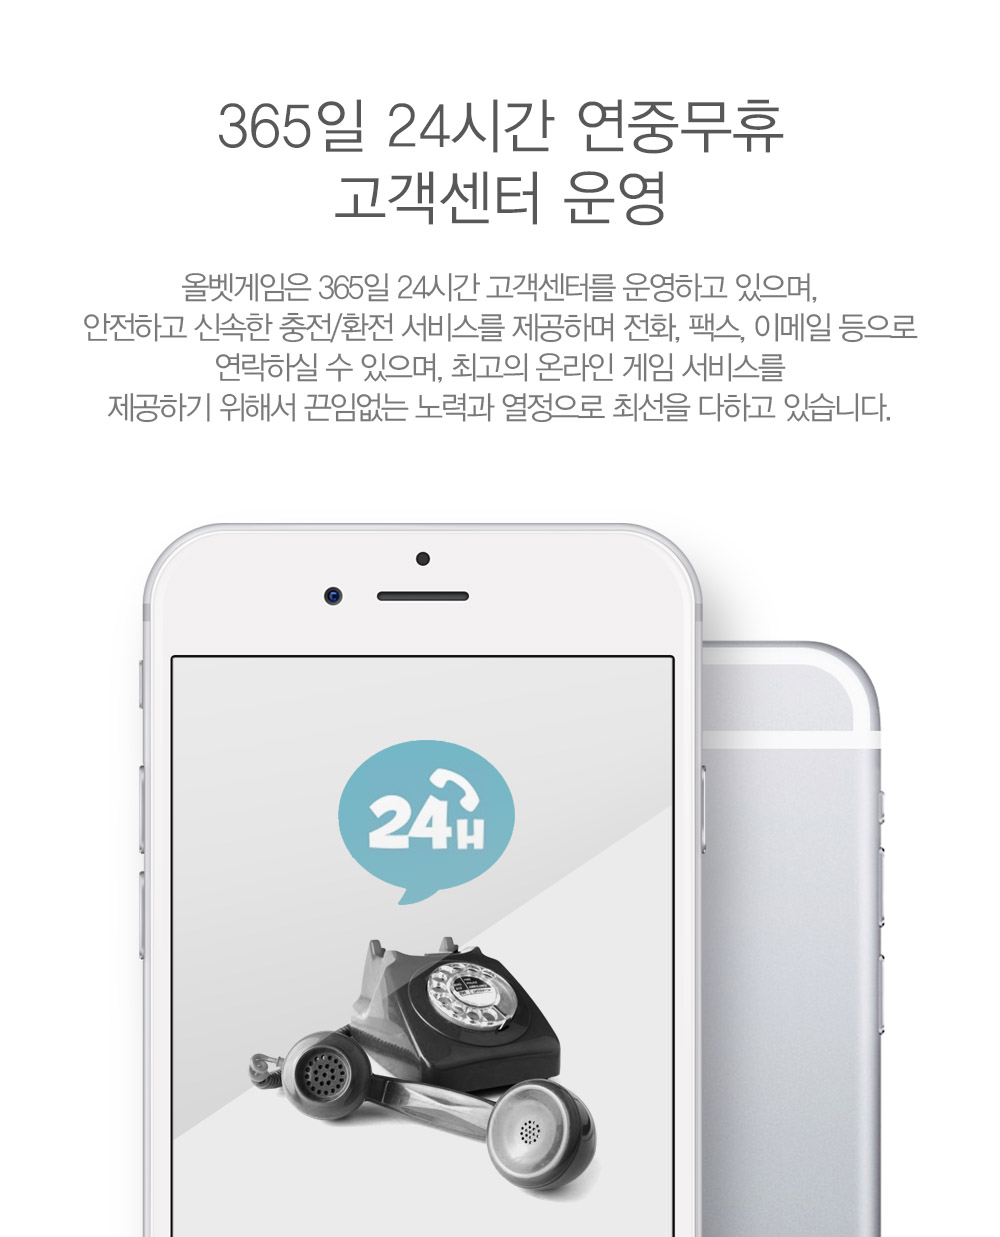 365일 24시간 연중무휴
고객센터 운영
올벳게임은 365일 24시간 고객센터를 운영하고 있으며,
안전하고 신속한 충전/환전 서비스를 제공하며 전화, 팩스, 이메일 등으로
연락하실 수 있으며, 최고의 온라인 게임 서비스를
제공하기 위해서 끈임없는 노력과 열정으로 최선을 다하고 있습니다.
24H